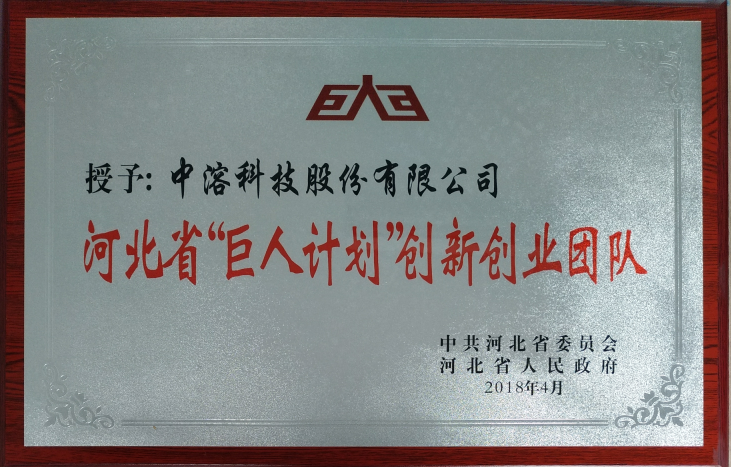 授予:中溶科技股份有限公司
河北省“巨人计划”创新创业团队
中共河北省委员会
河北省人民政府
2018年4月